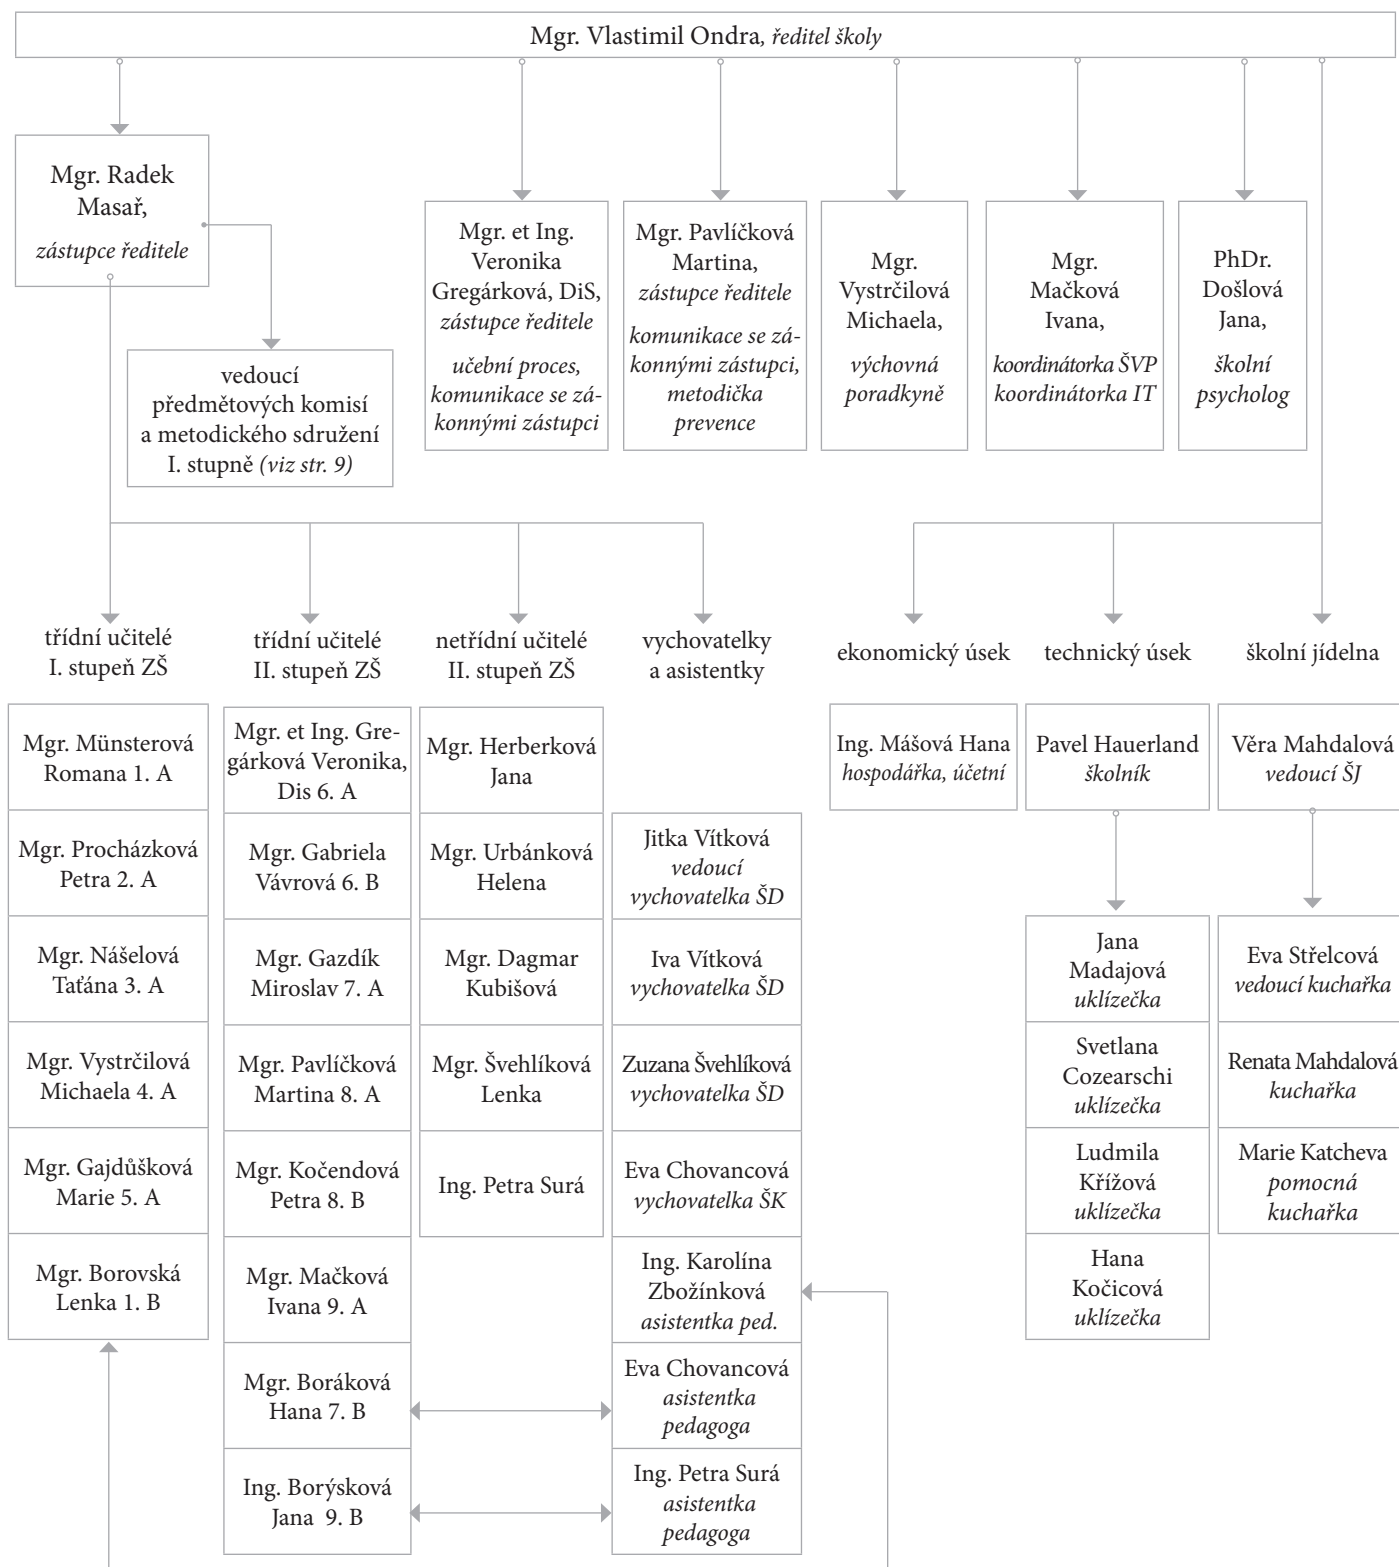 Mgr. Vlastimil Ondra, ředitel školy
Mgr. Radek
Masař,
zástupce ředitele
vedoucí
předmětových komisí
a metodického sdružení
I. stupně (viz str. 9)
Mgr. et Ing.
Veronika
Gregárková, DiS,
zástupce ředitele
učební proces,
komunikace se zá-
konnými zástupci
Mgr. Pavlíčková
Martina,
zástupce ředitele
komunikace se zá-
konnými zástupci,
metodička
prevence
Mgr.
Vystrčilová
Michaela,
výchovná
poradkyně
Mgr.
Mačková
Ivana,
koordinátorka ŠVP
koordinátorka IT
PhDr.
Došlová
Jana,
školní
psycholog
třídní učitelé
I. stupeň ZŠ
Mgr. Münsterová
Romana 1. A
Mgr. Procházková
Petra 2. A
Mgr. Nášelová
Taťána 3. A
Mgr. Vystrčilová
Michaela 4. A
Mgr. Gajdůšková
Marie 5. A
Mgr. Borovská
Lenka 1. B
třídní učitelé
II. stupeň ZŠ
Mgr. et Ing. Gre-
gárková Veronika,
Dis 6. A
Mgr. Gabriela
Vávrová 6. B
Mgr. Gazdík
Miroslav 7. A
Mgr. Pavlíčková
Martina 8. A
Mgr. Kočendová
Petra 8. B
Mgr. Mačková
Ivana 9. A
Mgr. Boráková
Hana 7. B
Ing. Borýsková
Jana 9. B
netřídní učitelé
II. stupeň ZŠ
Mgr. Herberková
Jana
Mgr. Urbánková
Helena
Mgr. Dagmar
Kubišová
Mgr. Švehlíková
Lenka
Ing. Petra Surá
vychovatelky
a asistentky
Jitka Vítková
vedoucí
vychovatelka ŠD
Iva Vítková
vychovatelka ŠD
Zuzana Švehlíková
vychovatelka ŠD
Eva Chovancová
vychovatelka ŠK
Ing. Karolína
Zbožínková
asistentka ped.
Eva Chovancová
asistentka
pedagoga
Ing. Petra Surá
asistentka
pedagoga
ekonomický úsek
Ing. Mášová Hana
hospodářka, účetní
technický úsek
Pavel Hauerland
školník
Jana
Madajová
uklízečka
Svetlana
Cozearschi
uklízečka
Ludmila
Křížová
uklízečka
Hana
Kočicová
uklízečka
školní jídelna
Věra Mahdalová
vedoucí ŠJ
Eva Střelcová
vedoucí kuchařka
Renata Mahdalová
kuchařka
Marie Katcheva
pomocná
kuchařka